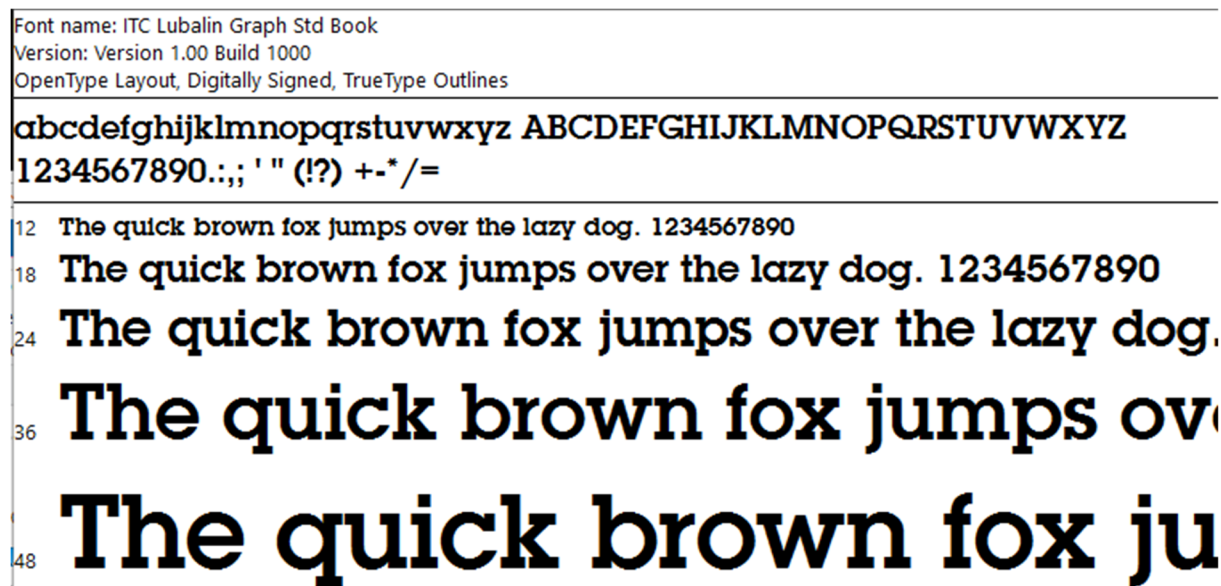 Font name: ITC Lubalin Graph Std Book
Version: Version 1.00 Build 1000
OpenType Layout, Digitally Signed, TrueType Outlines
abcdefghijklmnopqrstuvwxyz ABCDEFGHIJKLMNOPQRSTUVWXYZ
1234567890.:,; ' " (!?) +-*/=
12 The quick brown fox jumps over the lazy dog. 1234567890
18 The quick brown fox jumps over the lazy dog. 1234567890
24 The quick brown fox jumps over the lazy dog.
36 The quick brown fox jumps ov
48 The quick brown fox ju